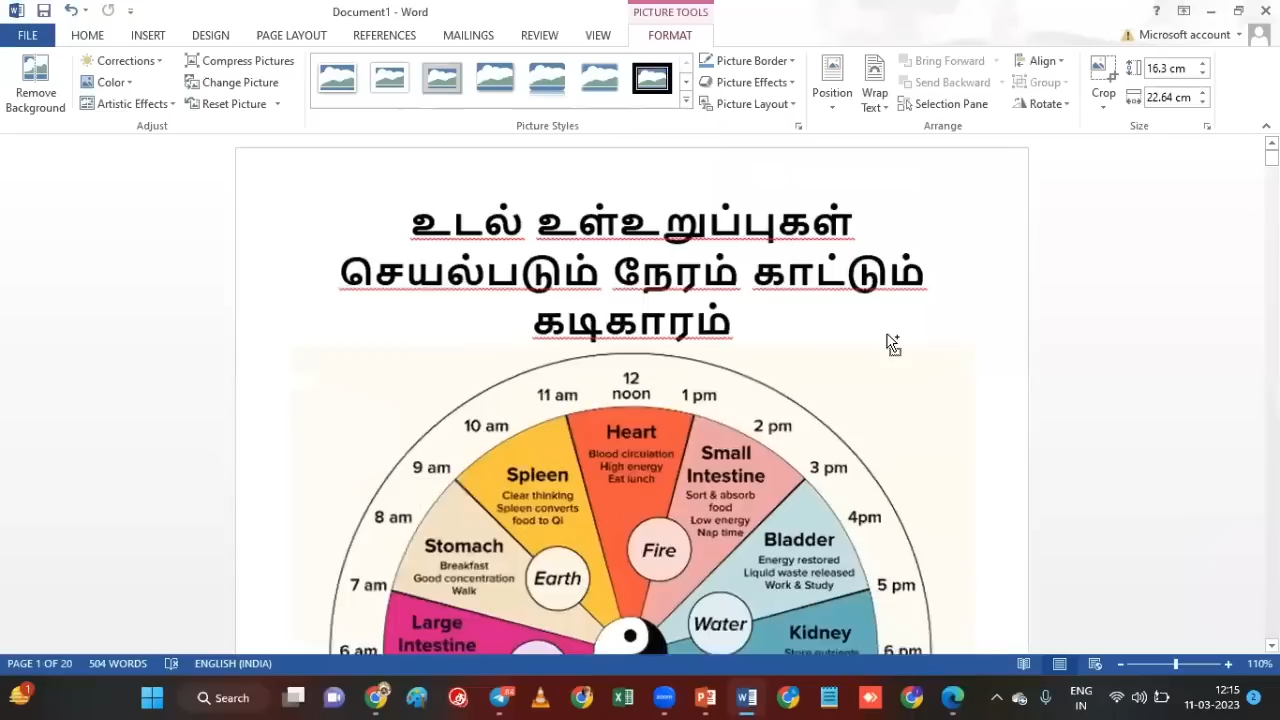 Document1 - Word
PICTURE TOOLS
?
FILE
HOME
INSERT
DESIGN
PAGE LAYOUT
REFERENCES
MAILINGS
REVIEW
VIEW
FORMAT
Microsoft account
Remove
Background
Corrections
Color
Artistic Effects
Compress Pictures
Change Picture
Reset Picture
Adjust
Picture Styles
Picture Border
Picture Effects
Picture Layout
Position
Wrap
Text
Bring Forward
Send Backward
Selection Pane
Align
Group
Rotate
Arrange
Crop
16.3 cm
22.64 cm
Size
உடல் உள்உறுப்புகள்
செயல்படும் நேரம் காட்டும்
கடிகாரம்
12
noon
11 am
1 pm
10 am
2 pm
9 am
3 pm
8 am
4pm
7 am
5 pm
6 am
6 pm
Heart
Blood circulation
High energy
Eat lunch
Small
Intestine
Sort & absorb
food
Low energy
Nap time
Spleen
Clear thinking
Spleen converts
food to Qi
Stomach
Breakfast
Good concentration
Walk
Bladder
Energy restored
Liquid waste released
Work & Study
Large
Intestine
Kidney
Store nutrients
Earth
Fire
Water
PAGE 1 OF 20
504 WORDS
ENGLISH (INDIA)
110%
1
Search
84
zoom
ENG
IN
12:15
11-03-2023
2